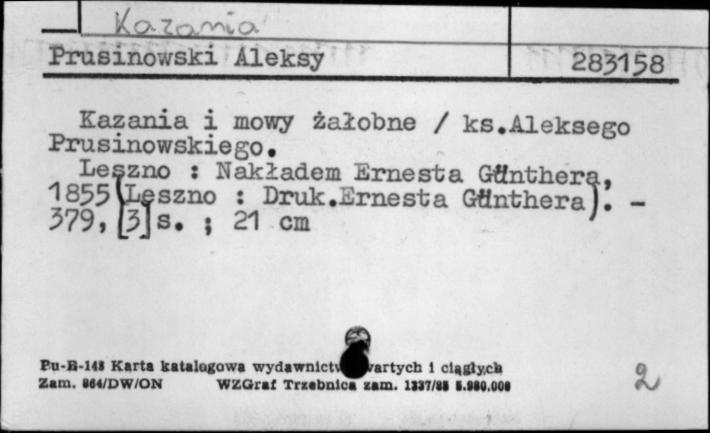 Kazania
Prusinowski Aleksy 283158
Kazania i mowy żałobne / ks.Aleksego
Prusinowskiego.
Leszno : Nakładem Ernesta Günthera,
1855 (Leszno : Druk.Ernesta Günthera). -
379, [3] s. ; 21 cm
Pu-B-148 Karta katalogowa wydawnictw wartych i ciągłych
Zam. 864/DW/ON WZGraf Trzebnica zam. 1337/88 5.980.000
2